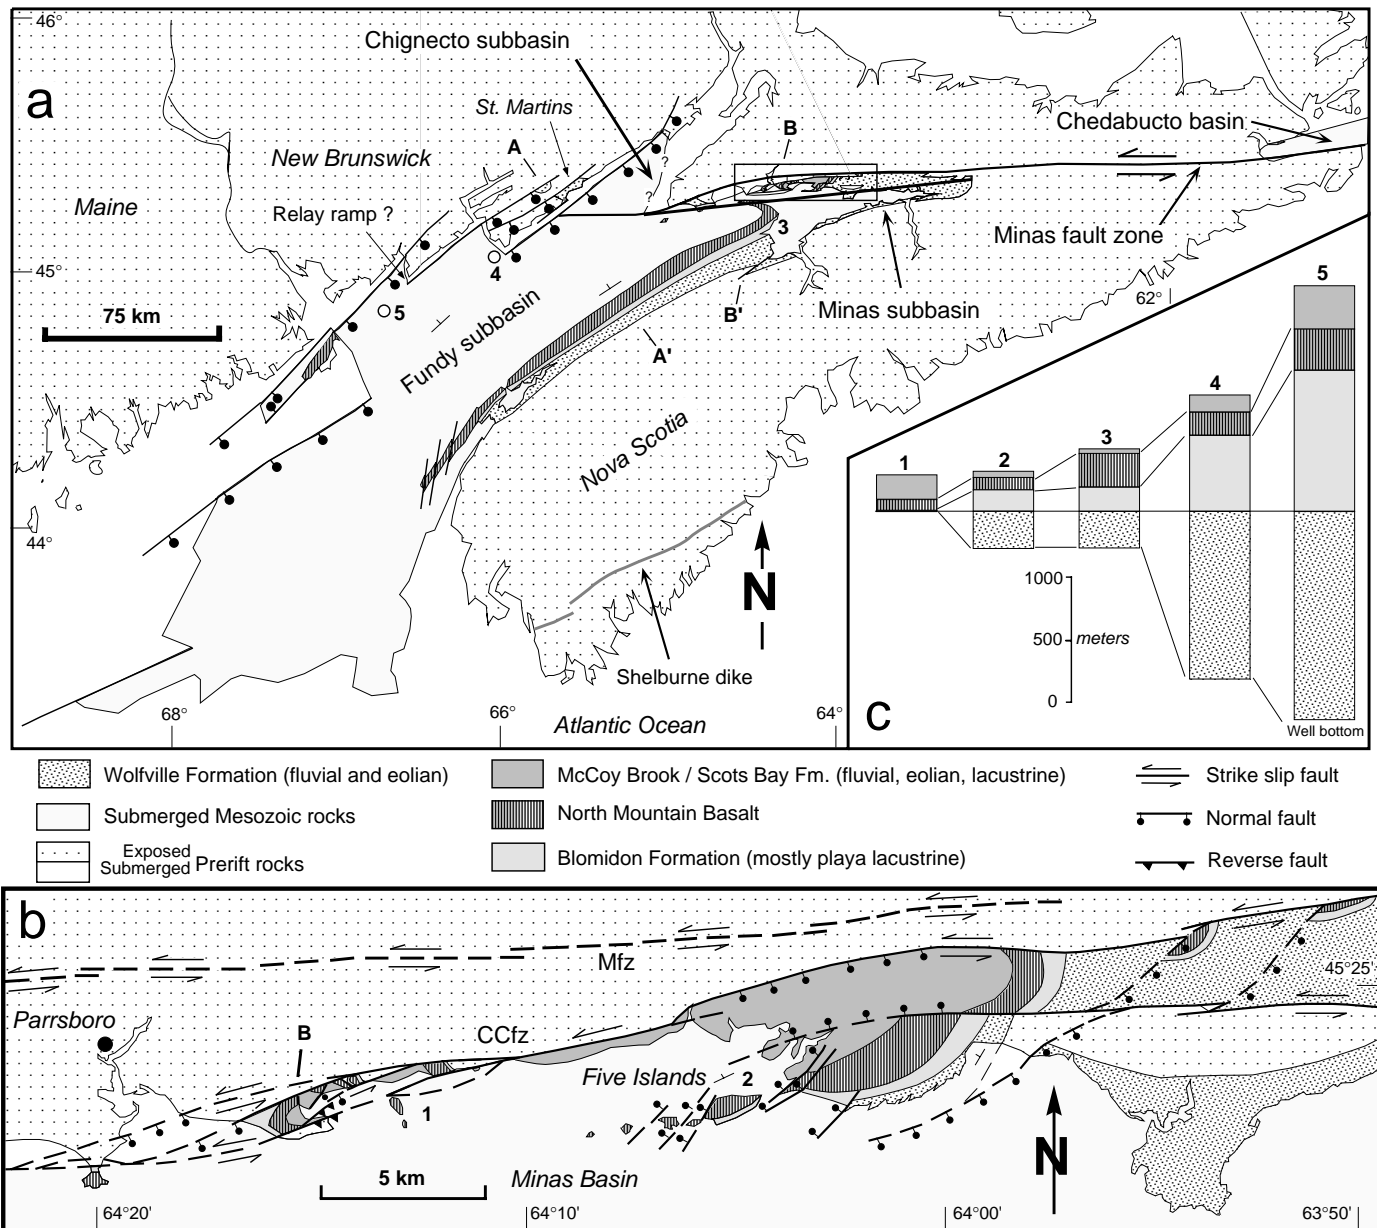 46°
Chignecto subbasin
a
St. Martins
B
Chedabucto basin
A
New Brunswick
?
Maine
?
Relay ramp ?
3
Minas fault zone
45°
4
62°
5
75 km
5
B'
Minas subbasin
Fundy subbasin
A'
4
3
Nova Scotia
1
2
44°
N
1000
500
meters
0
Shelburne dike
68°
66°
Atlantic Ocean
64°
c
Well bottom
Wolfville Formation (fluvial and eolian)
McCoy Brook / Scots Bay Fm. (fluvial, eolian, lacustrine)
Strike slip fault
Submerged Mesozoic rocks
North Mountain Basalt
Normal fault
Exposed
Submerged
Prerift rocks
Blomidon Formation (mostly playa lacustrine)
Reverse fault
b
Mfz
45°25'
Parrsboro
B
CCfz
Five Islands
2
1
N
5 km
Minas Basin
64°20'
64°10'
64°00'
63°50'